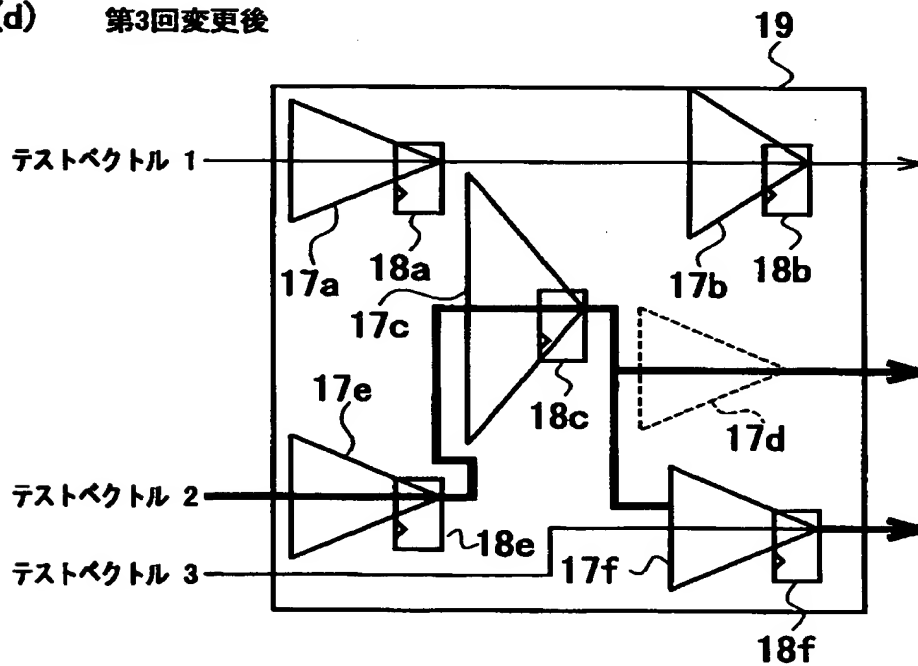 (d) 第3回変更後
19
テストベクトル 1
17a
18a
17b
18b
17c
18c
17d
17e
テストベクトル 2
18e
テストベクトル 3
17f
18f